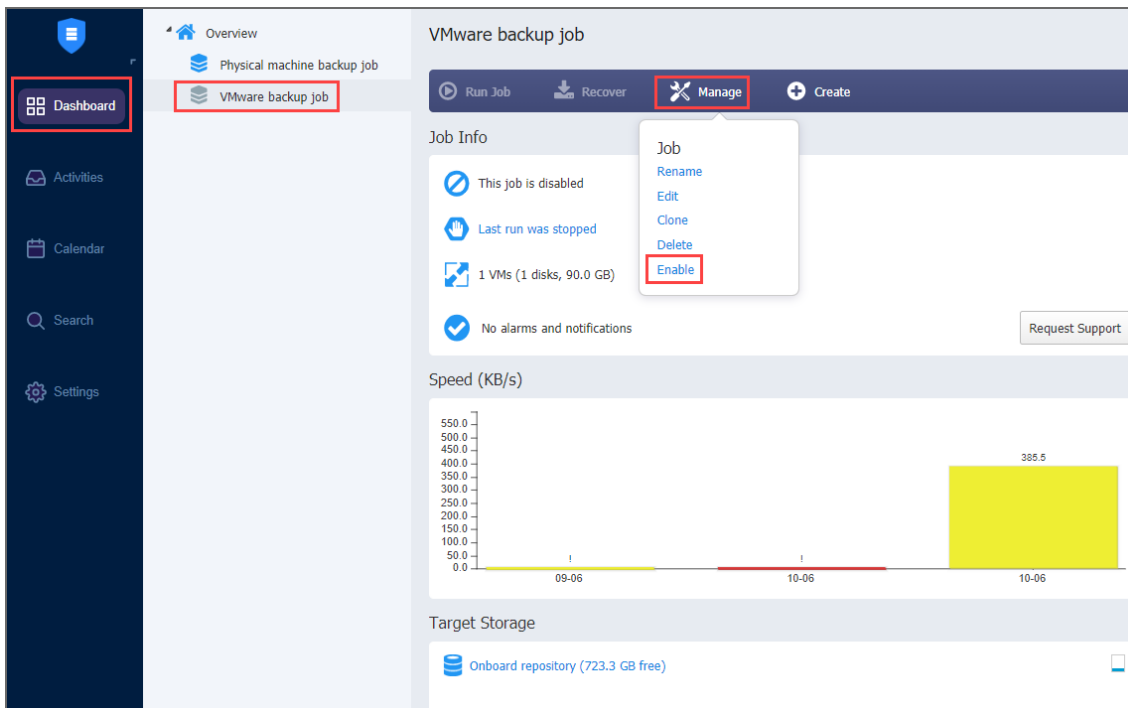 Dashboard
Activities
Calendar
Search
Settings
Overview
Physical machine backup job
VMware backup job
VMware backup job
Run Job
Recover
Manage
Create
Job Info
This job is disabled
Last run was stopped
1 VMs (1 disks, 90.0 GB)
No alarms and notifications
Request Support
Job
Rename
Edit
Clone
Delete
Enable
Speed (KB/s)
550.0
500.0
450.0
400.0
350.0
300.0
250.0
200.0
150.0
100.0
50.0
0.0
!
!
385.5
09-06
10-06
10-06
Target Storage
Onboard repository (723.3 GB free)